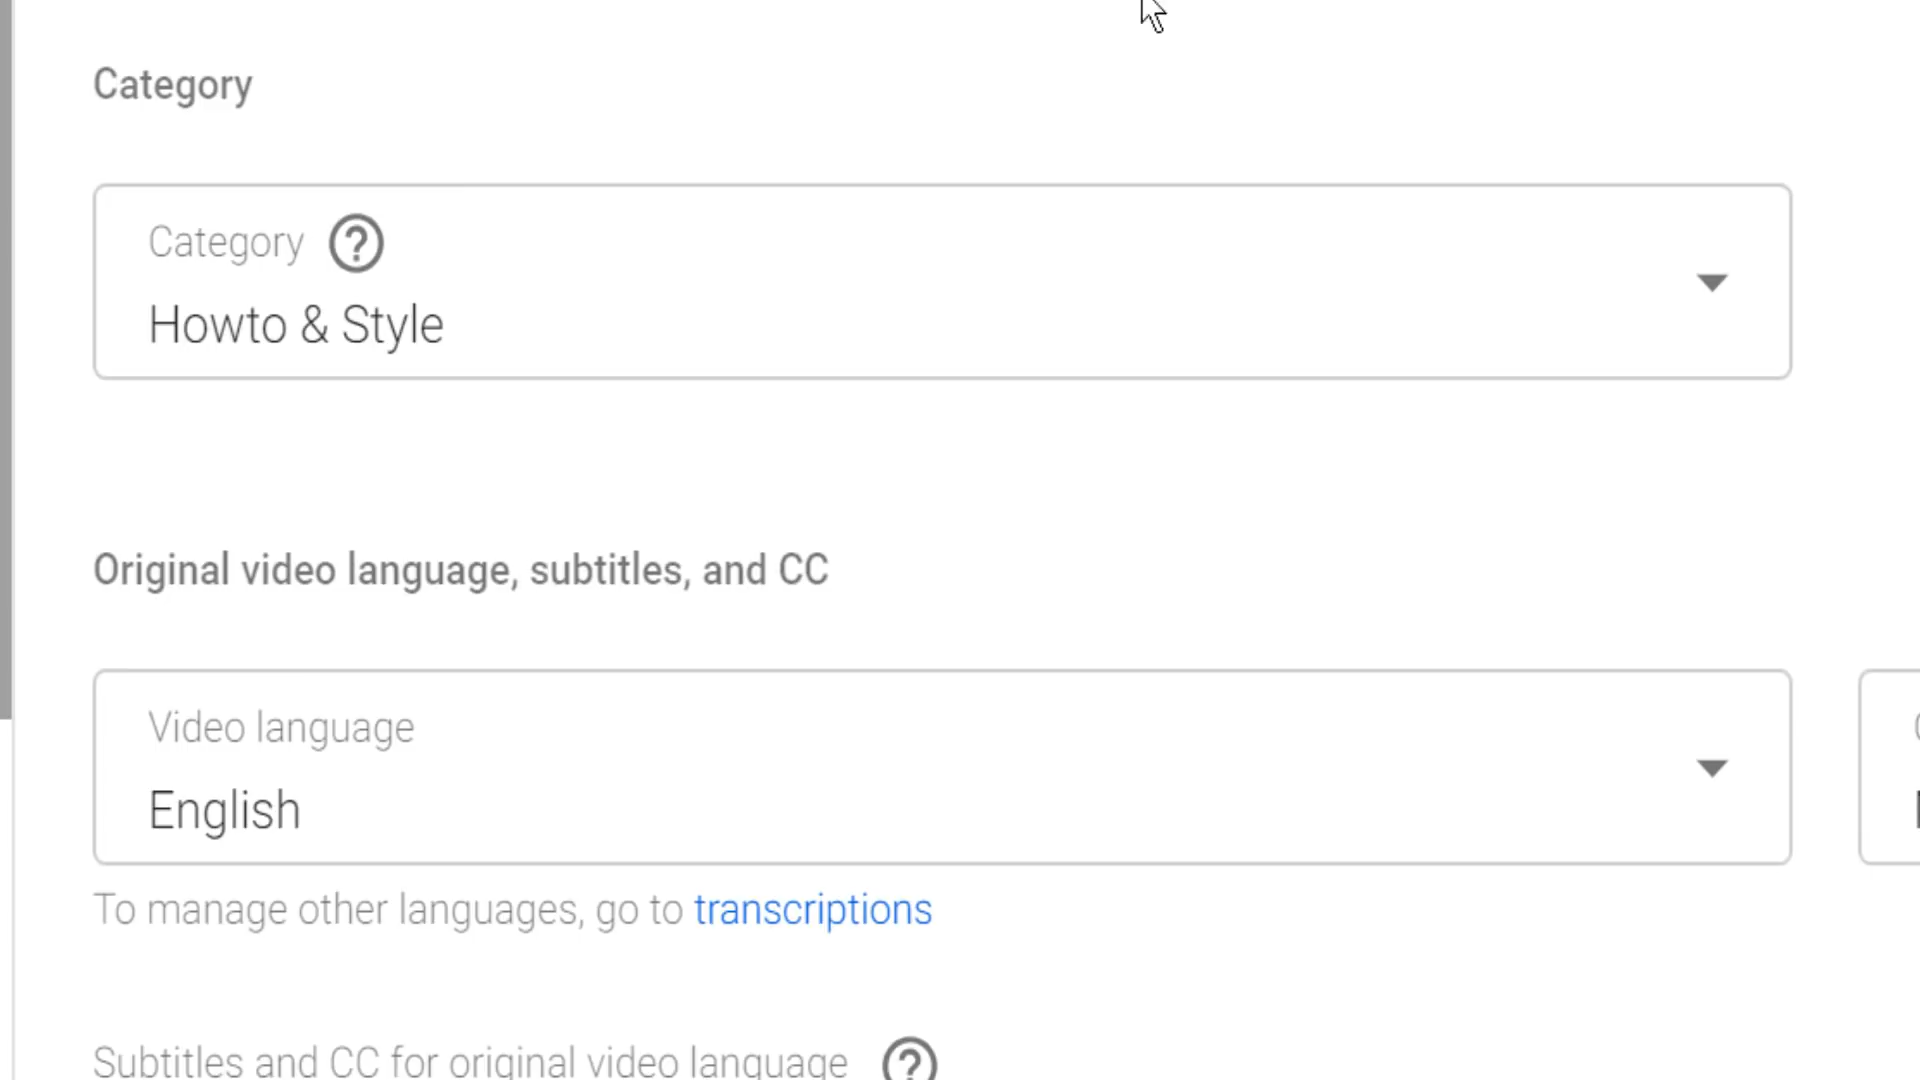 Category
Category
Howto & Style
Original video language, subtitles, and CC
Video language
English
To manage other languages, go to transcriptions
Subtitles and CC for original video language